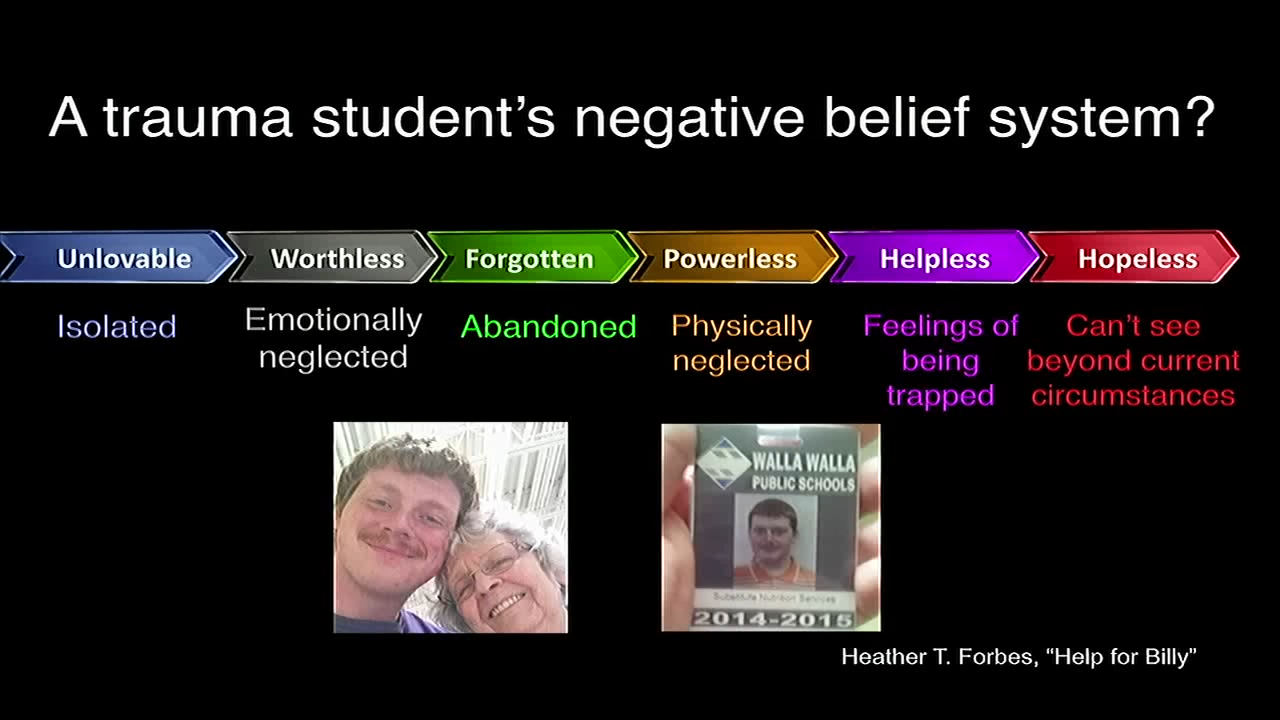 A trauma student’s negative belief system?
Unlovable
Worthless
Forgotten
Powerless
Helpless
Hopeless
Isolated
Emotionally
neglected
Abandoned
Physically
neglected
Feelings of
being
trapped
Can’t see
beyond current
circumstances
WALLA WALLA
PUBLIC SCHOOLS
Substitute Nutrition Services
2014-2015
Heather T. Forbes, “Help for Billy”